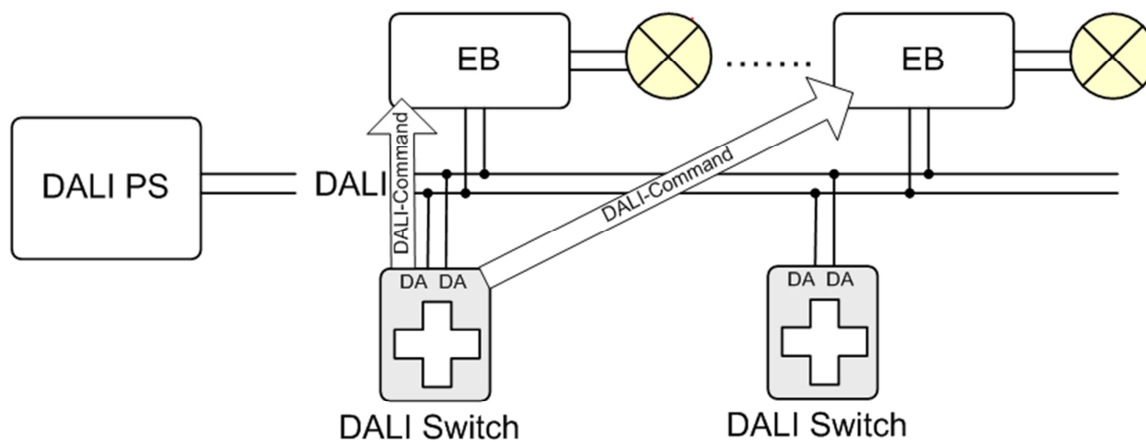 EB
.......
EB
DALI PS
DALI
DALI-Command
DALI-Command
DA DA
DA DA
DALI Switch
DALI Switch